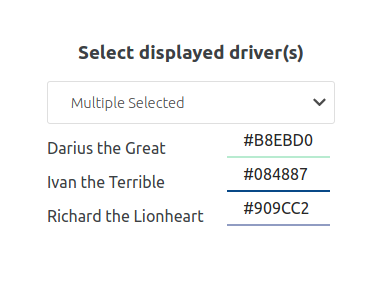 Select displayed driver(s)
Multiple Selected
Darius the Great #B8EBD0
Ivan the Terrible #084887
Richard the Lionheart #909CC2